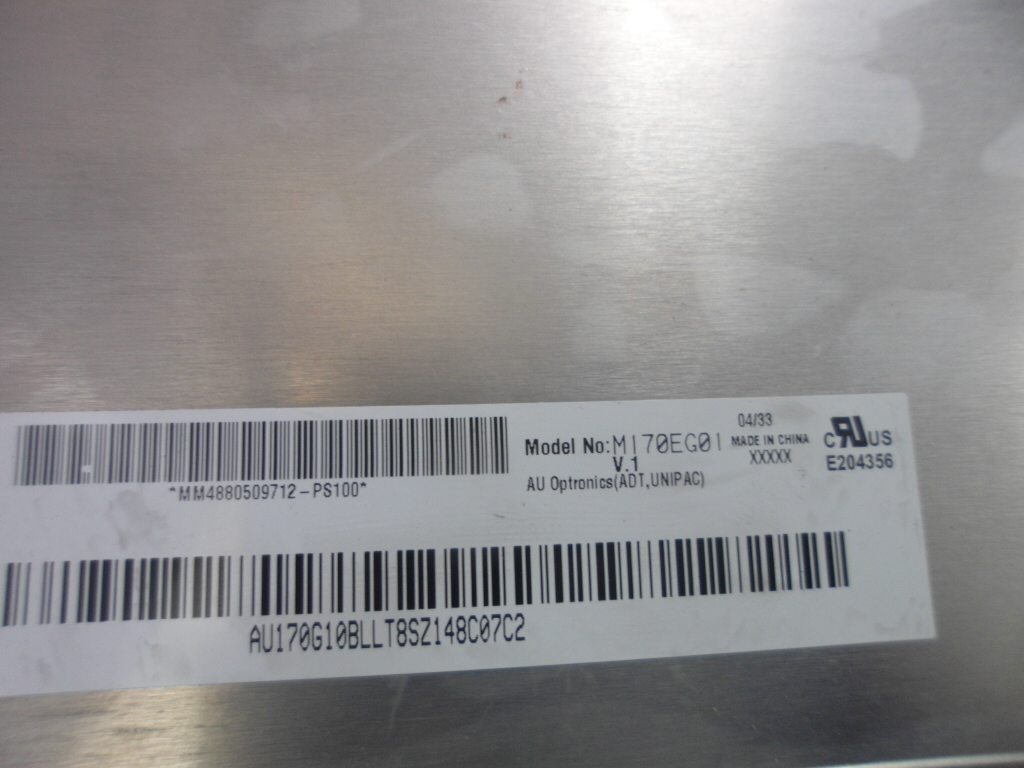 *MM4880509712-PS100*
Model No:M170EG01
V.1
AU Optronics(ADT,UNIPAC)
04/33
MADE IN CHINA
XXXXX
C RU US
E204356
AU170G10BLLT8SZ148C07C2